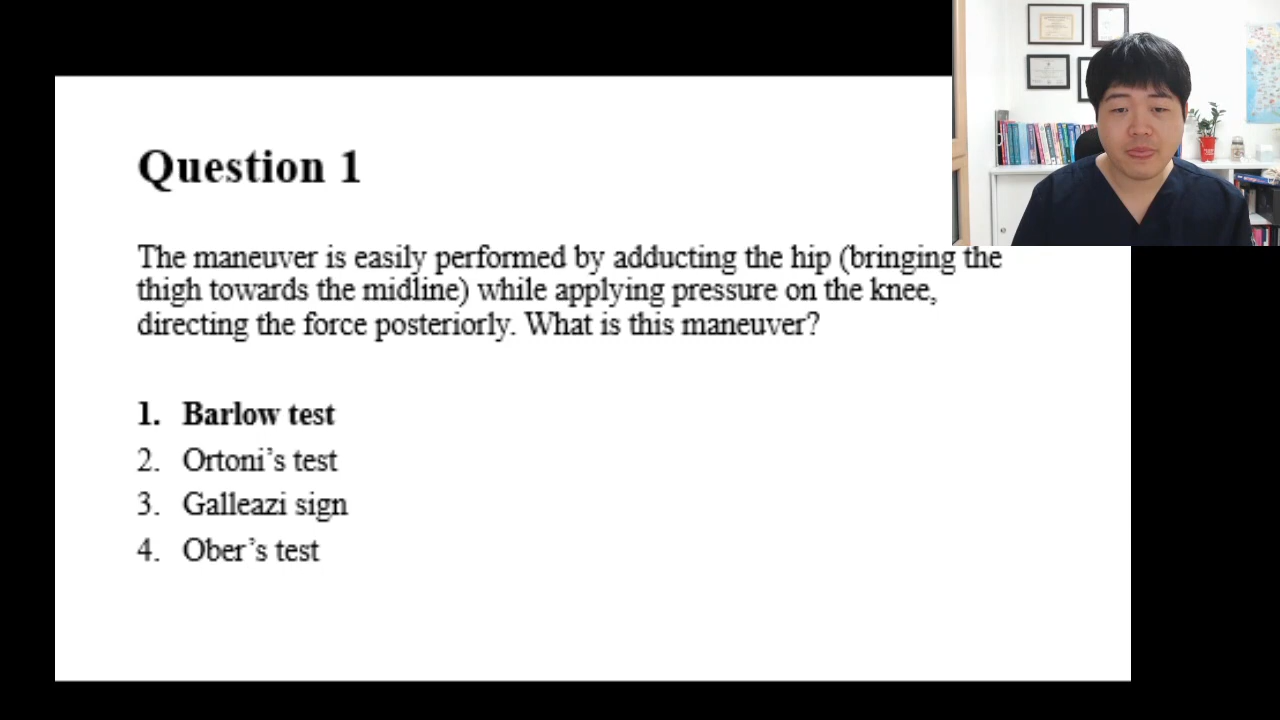 Question 1
The maneuver is easily performed by adducting the hip (bringing the
thigh towards the midline) while applying pressure on the knee,
directing the force posteriorly. What is this maneuver?
1. Barlow test
2. Ortoni’s test
3. Galleazi sign
4. Ober’s test